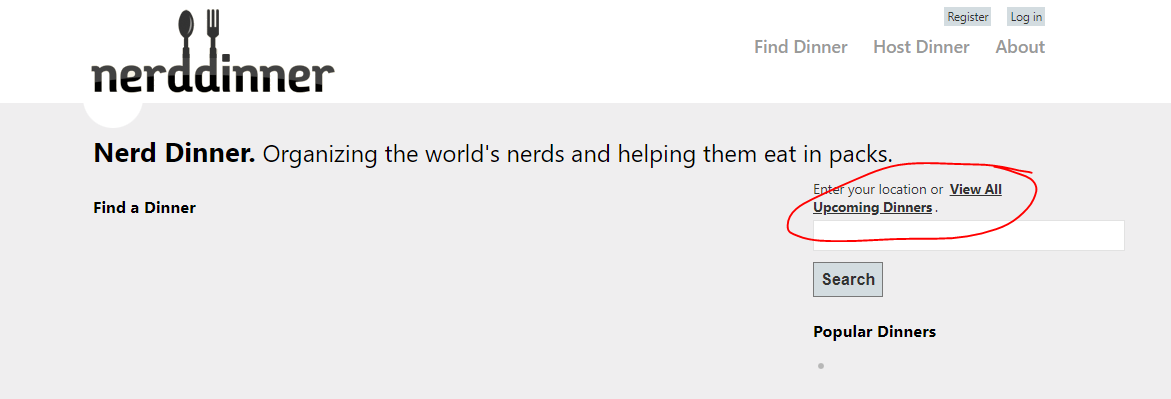 Register Log in
nerddinner
Find Dinner Host Dinner About
Nerd Dinner. Organizing the world's nerds and helping them eat in packs.
Find a Dinner
Enter your location or View All
Upcoming Dinners .
Search
Popular Dinners